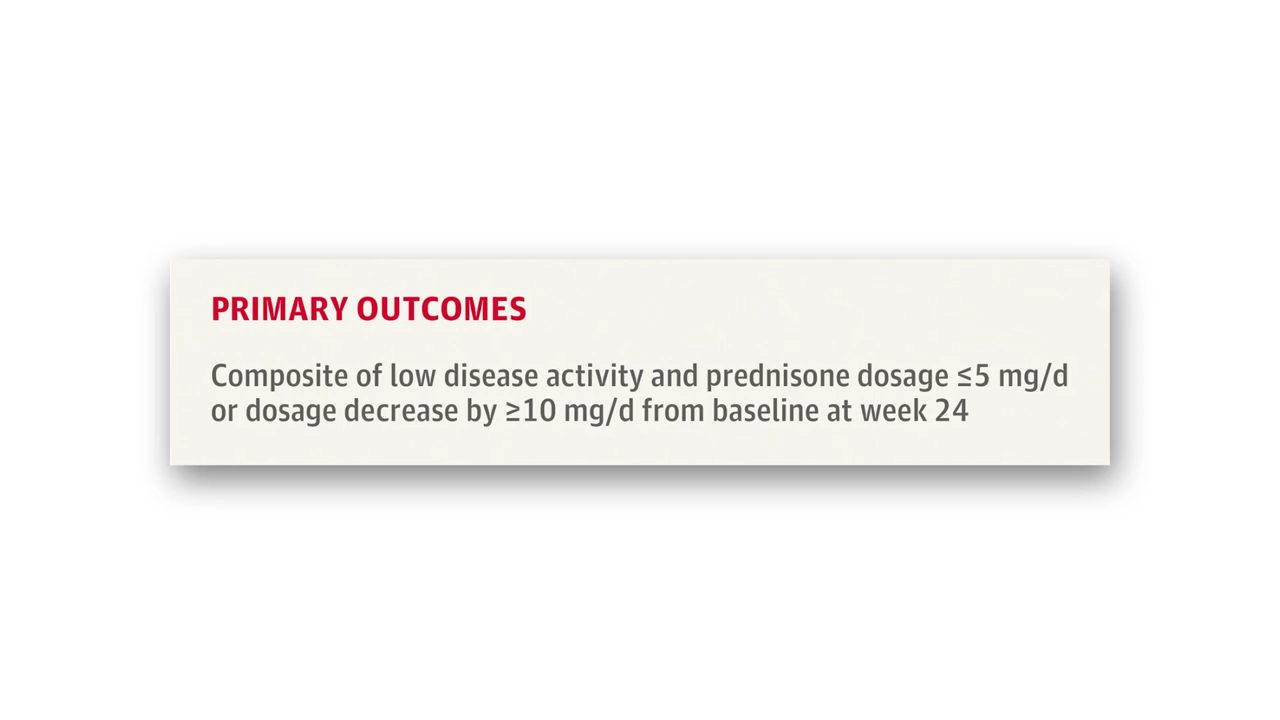 PRIMARY OUTCOMES
Composite of low disease activity and prednisone dosage ≤5 mg/d
or dosage decrease by ≥10 mg/d from baseline at week 24